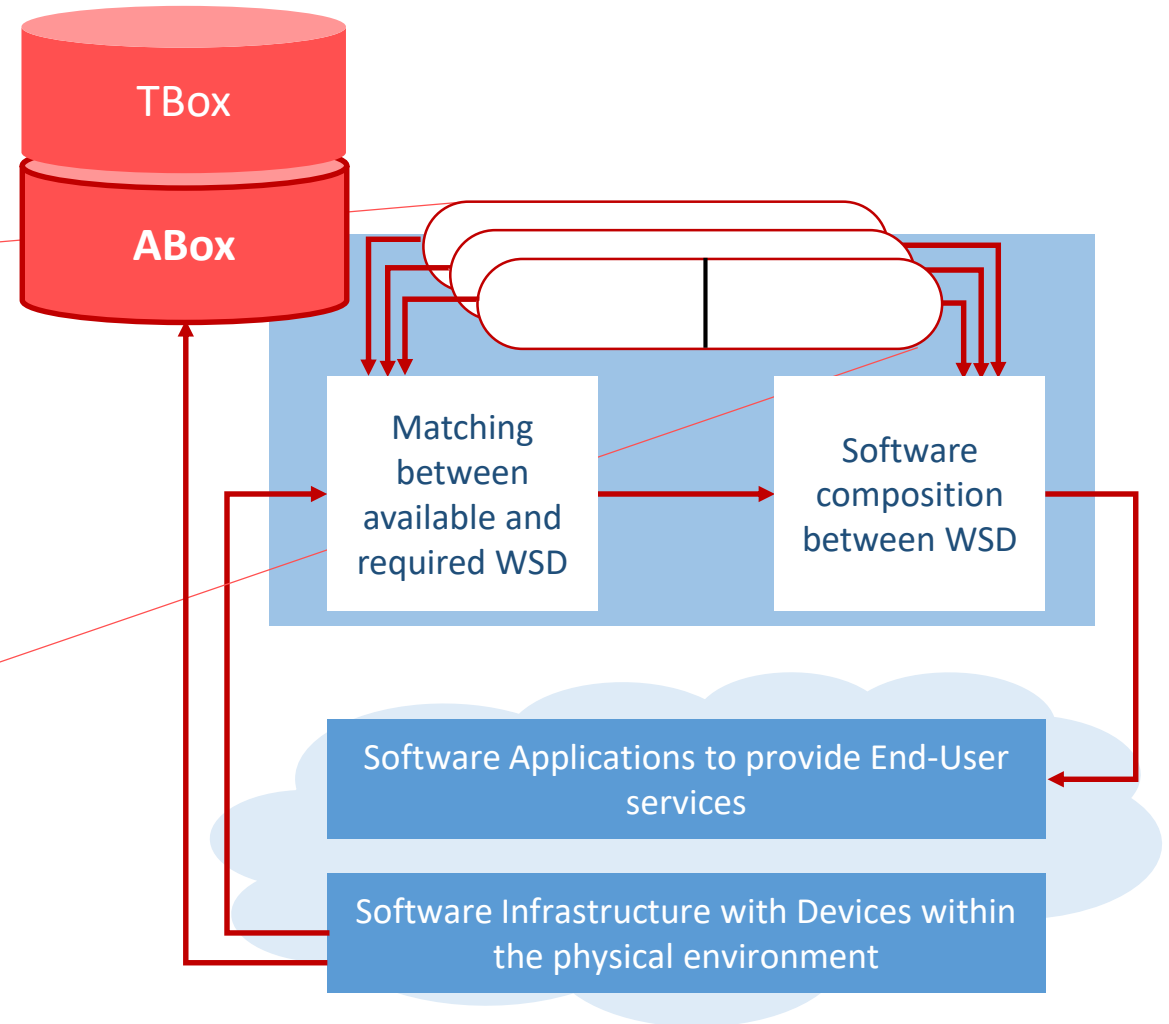 TBox
ABox
Matching
between
available and
required WSD
Software
composition
between WSD
Software Applications to provide End-User
services
Software Infrastructure with Devices within
the physical environment